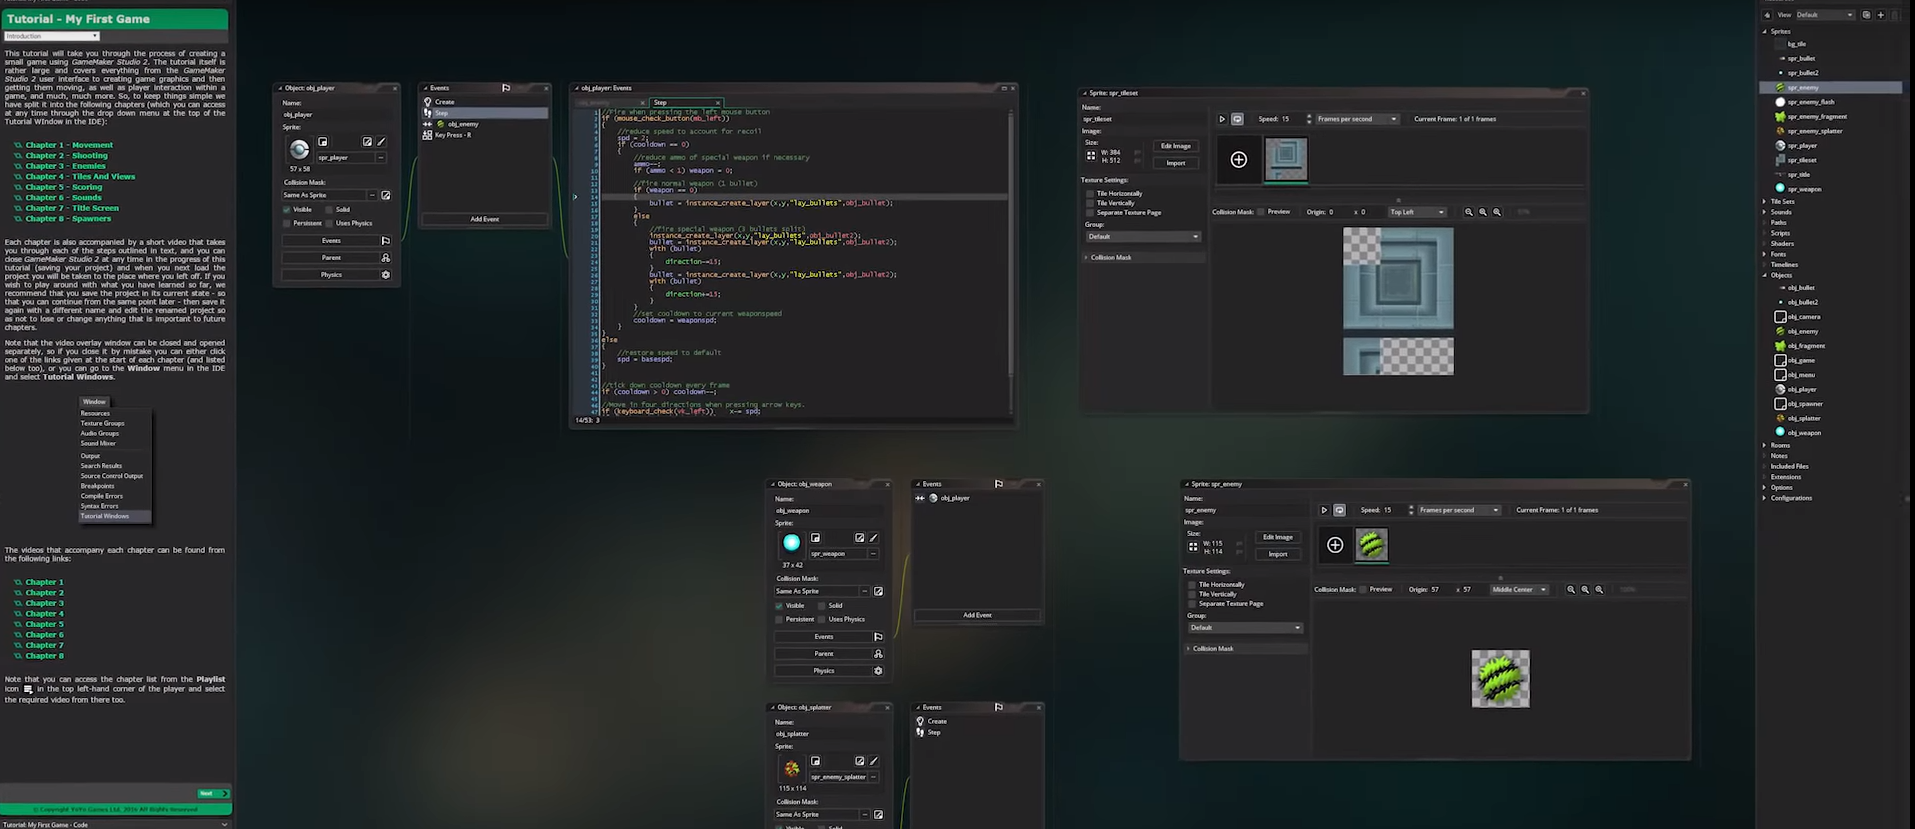 Tutorial - My First Game
Introduction
This tutorial will take you through the process of creating a
small game using GameMaker Studio 2. The tutorial itself is
rather large and covers everything from the GameMaker
Studio 2 user interface to creating game graphics and then
getting them moving, as well as player interaction within a
game, and much, much more. So, to keep things simple we
have split it into the following chapters (which you can access
at any time through the drop down menu at the top of the
Tutorial Window in the IDE):
Chapter 1 - Movement
Chapter 2 - Shooting
Chapter 3 - Enemies
Chapter 4 - Tiles And Views
Chapter 5 - Scoring
Chapter 6 - Sounds
Chapter 7 - Title Screen
Chapter 8 - Spawners
Each chapter is also accompanied by a short video that takes
you through each of the steps outlined in text, and you can
close GameMaker Studio 2 at any time in the progress of this
tutorial (saving your project) and when you next load the
project you will be taken to the place where you left off. If you
wish to play around with what you have learned so far, we
recommend that you save the project in its current state - so
that you can continue from the same point later - then save it
again with a different name and edit the renamed project so
as not to lose or change anything that is important to future
chapters.
Note that the video overlay window can be closed and opened
separately, so if you close it by mistake you can either click
one of the links given at the start of each chapter (and listed
below too), or you can go to the Window menu in the IDE
and select Tutorial Windows.
Window
Resources
Texture Groups
Audio Groups
Sound Mixer
Output
Search Results
Source Control Output
Breakpoints
Compile Errors
Syntax Errors
Tutorial Windows
The videos that accompany each chapter can be found from
the following links:
Chapter 1
Chapter 2
Chapter 3
Chapter 4
Chapter 5
Chapter 6
Chapter 7
Chapter 8
Note that you can access the chapter list from the Playlist
icon in the top left-hand corner of the player and select
the required video from there too.
Next
© Copyright YoYo Games Ltd. 2016 All Rights Reserved
Tutorial: My First Game - Code
Object: obj_player
Name:
obj_player
Sprite:
spr_player
57 x 58
Collision Mask:
Same As Sprite
Visible Solid
Persistent Uses Physics
Events
Parent
Physics
Events
Create
Step
obj_enemy
Key Press - R
Add Event
obj_player: Events
Step
//Fire when pressing the left mouse button
if (mouse_check_button(mb_left))
{
//reduce speed to account for recoil
spd = 2;
if (cooldown == 0)
{
//reduce ammo of special weapon if necessary
ammo--;
if (ammo < 1) weapon = 0;
//fire normal weapon (1 bullet)
if (weapon == 0)
{
bullet = instance_create_layer(x,y,"lay_bullets",obj_bullet);
}
else
{
//fire special weapon (3 bullets split)
instance_create_layer(x,y,"lay_bullets",obj_bullet2);
bullet = instance_create_layer(x,y,"lay_bullets",obj_bullet2);
with (bullet)
{
direction-=15;
}
bullet = instance_create_layer(x,y,"lay_bullets",obj_bullet2);
with (bullet)
{
direction+=15;
}
}
//set cooldown to current weaponspeed
cooldown = weaponspd;
}
}
else
{
//restore speed to default
spd = basespd;
}
//tick down cooldown every frame
if (cooldown > 0) cooldown--;
//Move in four directions when pressing arrow keys.
if (keyboard_check(vk_left)) x-= spd;
14/53: 3
Sprite: spr_tileset
Name:
spr_tileset
Image:
Size:
W: 384
H: 512
Edit Image
Import
Texture Settings:
Tile Horizontally
Tile Vertically
Separate Texture Page
Group:
Default
Collision Mask
Speed: 15 Frames per second Current Frame: 1 of 1 frames
Collision Mask: Preview Origin: 0 x 0 Top Left
Object: obj_weapon
Name:
obj_weapon
Sprite:
spr_weapon
37 x 42
Collision Mask:
Same As Sprite
Visible Solid
Persistent Uses Physics
Events
Parent
Physics
Events
obj_player
Add Event
Sprite: spr_enemy
Name:
spr_enemy
Image:
Size:
W: 115
H: 114
Edit Image
Import
Texture Settings:
Tile Horizontally
Tile Vertically
Separate Texture Page
Group:
Default
Collision Mask
Speed: 15 Frames per second Current Frame: 1 of 1 frames
Collision Mask: Preview Origin: 57 x 57 Middle Center
Object: obj_splatter
Name:
obj_splatter
Sprite:
spr_enemy_splatter
115 x 114
Collision Mask:
Same As Sprite
Events
Create
Step
View Default
Sprites
bg_tile
spr_bullet
spr_bullet2
spr_enemy
spr_enemy_flash
spr_enemy_fragment
spr_enemy_splatter
spr_player
spr_tileset
spr_title
spr_weapon
Tile Sets
Sounds
Paths
Scripts
Shaders
Fonts
Timelines
Objects
obj_bullet
obj_bullet2
obj_camera
obj_enemy
obj_fragment
obj_game
obj_menu
obj_player
obj_spawner
obj_splatter
obj_weapon
Rooms
Notes
Included Files
Extensions
Options
Configurations